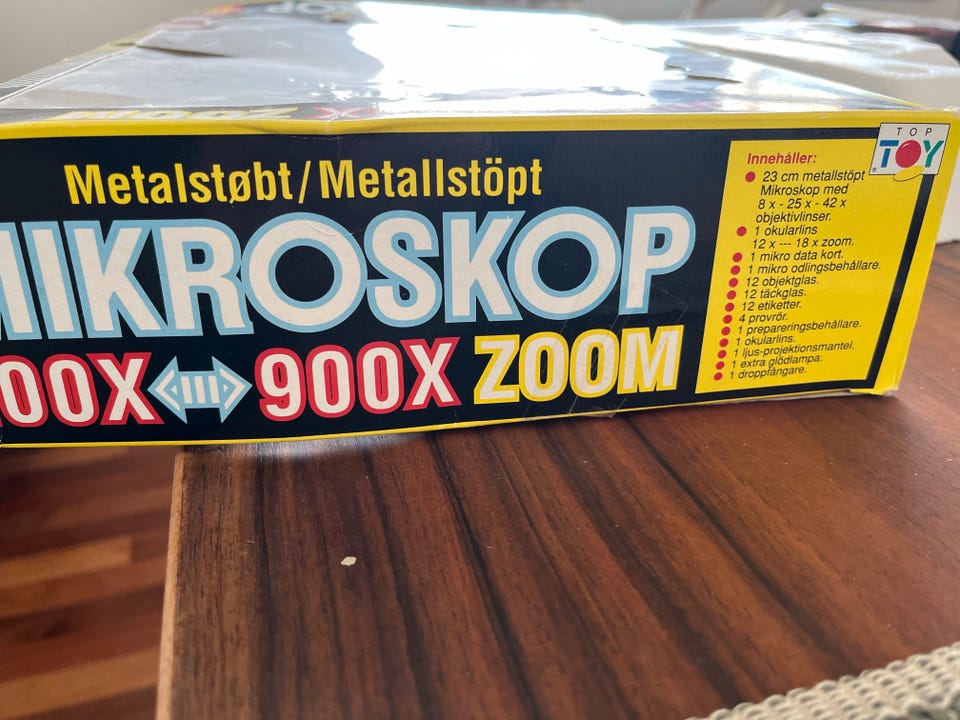 Metalstøbt/Metallstöpt
MIKROSKOP
00X 900X ZOOM
TOP
TOY
Innehåller:
23 cm metallstöpt
Mikroskop med
8 x - 25 x - 42 x
objektivlinser.
1 okularlins
12 x --- 18 x zoom.
1 mikro data kort.
1 mikro odlingsbehållare.
12 objektglas.
12 täckglas.
12 etiketter.
4 provrör.
1 prepareringsbehållare.
1 okularlins.
1 ljus-projektionsmantel.
1 extra glödlampa.
1 droppfångare.